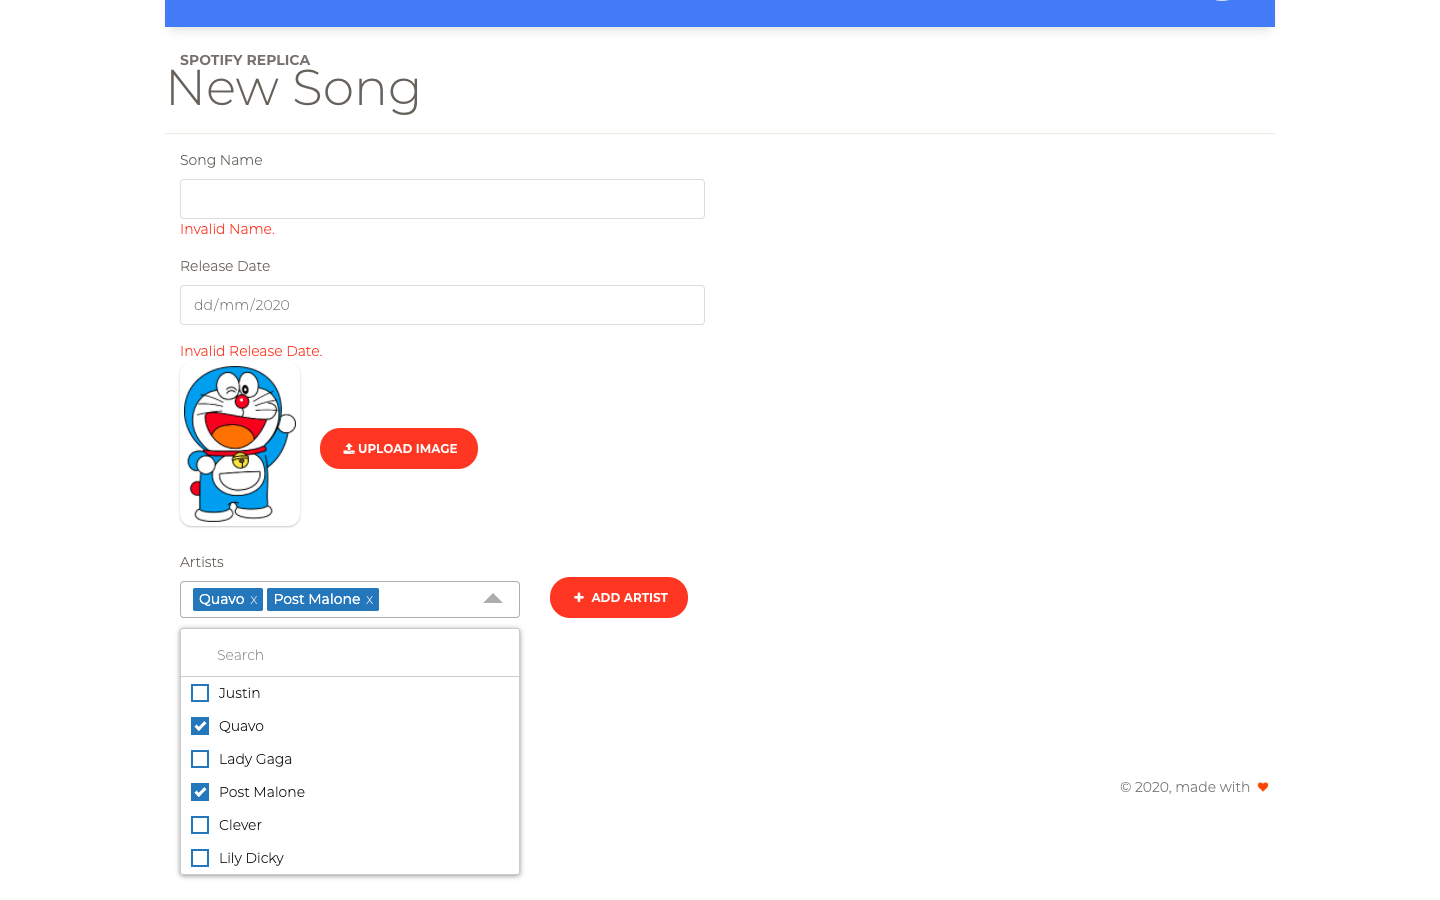 SPOTIFY REPLICA
New Song
Song Name
Invalid Name.
Release Date
dd/mm/2020
Invalid Release Date.
UPLOAD IMAGE
Artists
Quavo x Post Malone x
ADD ARTIST
Search
Justin
Quavo
Lady Gaga
Post Malone
Clever
Lily Dicky
© 2020, made with